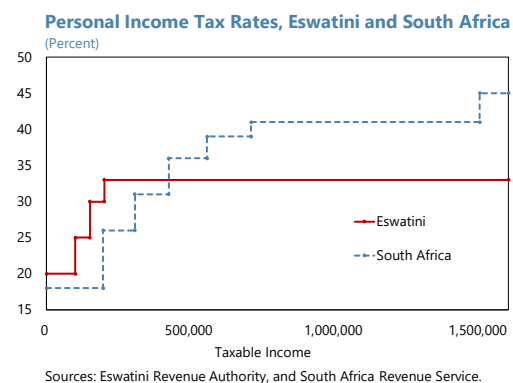 Personal Income Tax Rates, Eswatini and South Africa
(Percent)
50
45
40
35
30
25
20
15
Eswatini
South Africa
0
500,000
1,000,000
1,500,000
Taxable Income
Sources: Eswatini Revenue Authority, and South Africa Revenue Service.